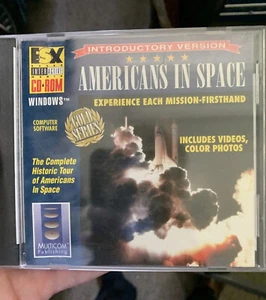 INTRODUCTORY VERSION
ESX
ENTERTAINMENT
CD-ROM
WINDOWS™
AMERICANS IN SPACE
EXPERIENCE EACH MISSION-FIRSTHAND
COMPUTER
SOFTWARE
GOLD
SERIES
INCLUDES VIDEOS,
COLOR PHOTOS
The Complete
Historic Tour
of Americans
In Space
MULTICOM
Publishing